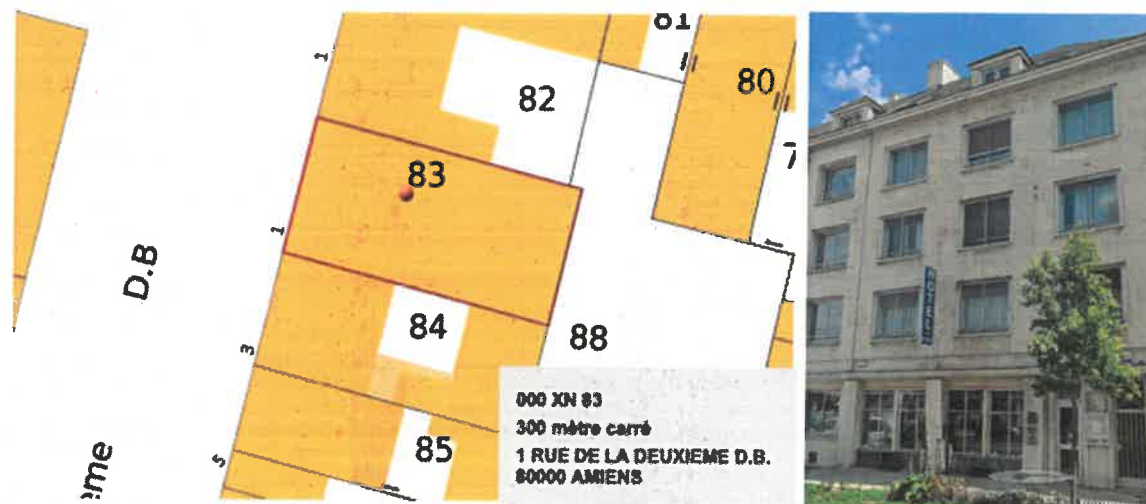 81
1
82
80
83
7
1
D.B
84
88
3
85
5
eme
000 XN 83
300 mètre carré
1 RUE DE LA DEUXIEME D.B.
80000 AMIENS
HOTEL